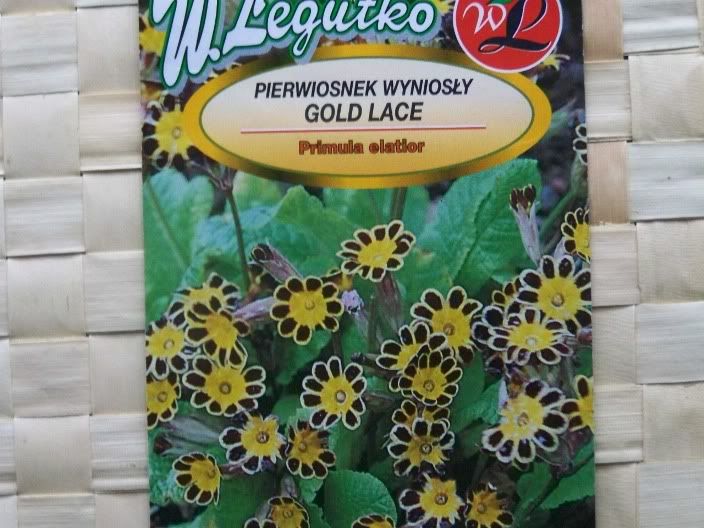 W. Legutko
WL
PIERWIOSNEK WYNIOSŁY
GOLD LACE
Primula elatior